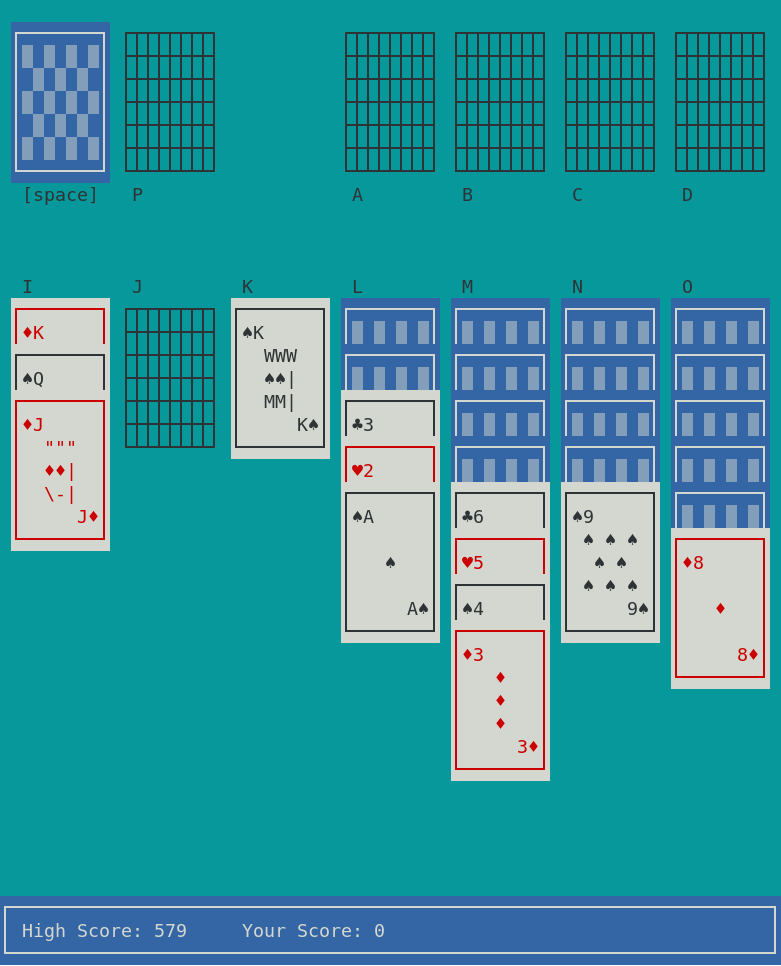 [space] P A B C D
I J K L M N O
♦K ♠K
♠Q WWW
♠♠|
MM|
K♠
♦J ♣3
"""
♦♦| ♥2
\-|
J♦ ♠A ♣6 ♠9
♠ ♠ ♠
♠ ♥5 ♠ ♠ ♦8
♠ ♠ ♠
A♠ ♠4 9♠ ♦
♦3 8♦
♦
♦
♦
3♦
High Score: 579 Your Score: 0